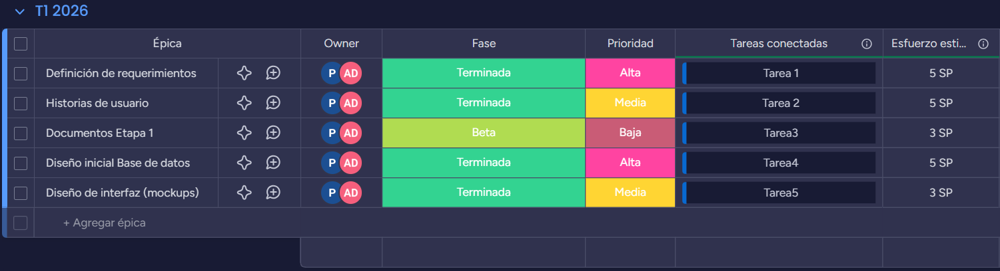 T1 2026
Épica Owner Fase Prioridad Tareas conectadas Esfuerzo esti...
Definición de requerimientos P AD Terminada Alta Tarea 1 5 SP
Historias de usuario P AD Terminada Media Tarea 2 5 SP
Documentos Etapa 1 P AD Beta Baja Tarea3 3 SP
Diseño inicial Base de datos P AD Terminada Alta Tarea4 5 SP
Diseño de interfaz (mockups) P AD Terminada Media Tarea5 3 SP
+ Agregar épica